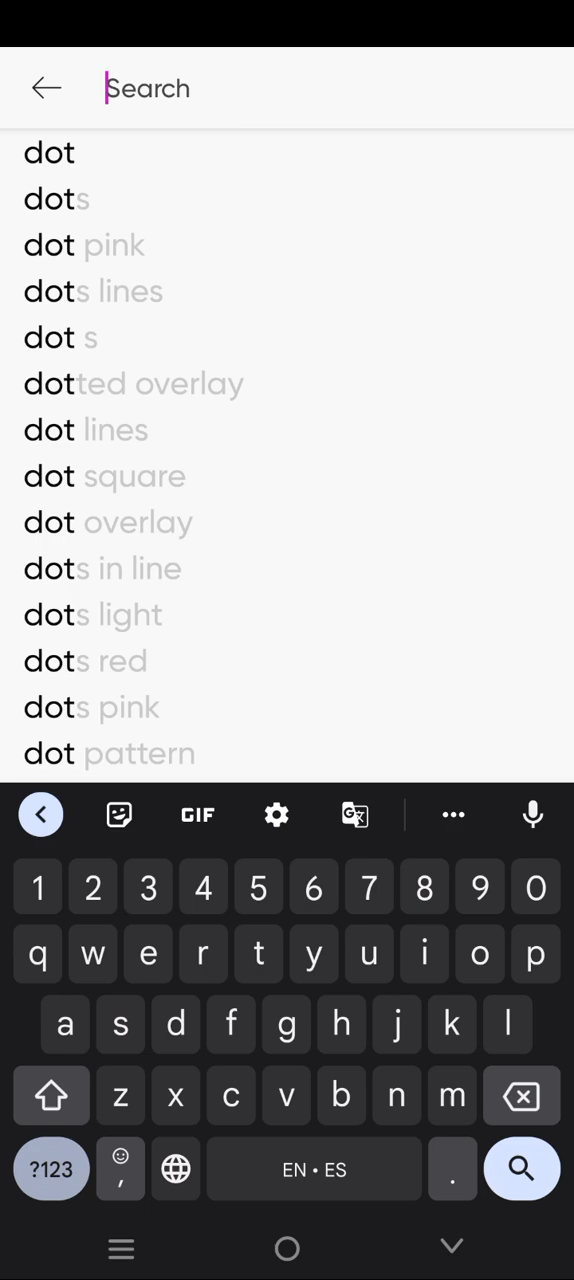 Search
dot
dots
dot pink
dots lines
dot s
dotted overlay
dot lines
dot square
dot overlay
dots in line
dots light
dots red
dots pink
dot pattern
GIF
1 2 3 4 5 6 7 8 9 0
q w e r t y u i o p
a s d f g h j k l
z x c v b n m
?123 , EN • ES .